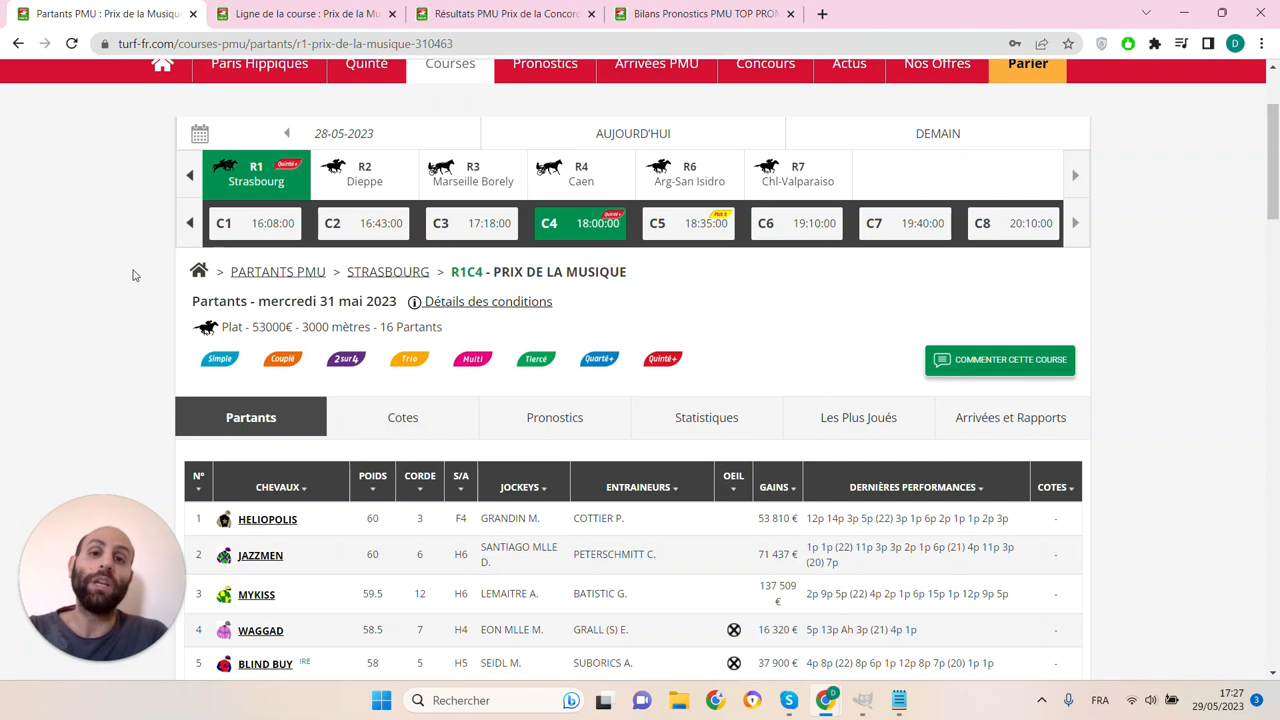 Partants PMU : Prix de la Musiqu
Ligne de la course : Prix de la Mu
Résultats PMU Prix de la Concor
Bilans Pronostics PMU TOP PRON
turf-fr.com/courses-pmu/partants/r1-prix-de-la-musique-310463
D
Paris Hippiques
Quinté
Courses
Pronostics
Arrivées PMU
Concours
Actus
Nos Offres
Parier
28-05-2023
AUJOURD'HUI
DEMAIN
R1 Quinté+
Strasbourg
R2
Dieppe
R3
Marseille Borely
R4
Caen
R6
Arg-San Isidro
R7
Chl-Valparaiso
C1 16:08:00
C2 16:43:00
C3 17:18:00
C4 18:00:00 Quinté+
C5 18:35:00 Pick 5
C6 19:10:00
C7 19:40:00
C8 20:10:00
> PARTANTS PMU > STRASBOURG > R1C4 - PRIX DE LA MUSIQUE
Partants - mercredi 31 mai 2023 Détails des conditions
Plat - 53000€ - 3000 mètres - 16 Partants
Simple Couplé 2sur4 Trio Multi Tiercé Quarté+ Quinté+
COMMENTER CETTE COURSE
Partants Cotes Pronostics Statistiques Les Plus Joués Arrivées et Rapports
N° CHEVAUX POIDS CORDE S/A JOCKEYS ENTRAINEURS OEIL GAINS DERNIÈRES PERFORMANCES COTES
1 HELIOPOLIS 60 3 F4 GRANDIN M. COTTIER P. 53 810 € 12p 14p 3p 5p (22) 3p 1p 6p 2p 1p 1p 2p 3p -
2 JAZZMEN 60 6 H6 SANTIAGO MLLE D. PETERSCHMITT C. 71 437 € 1p 1p (22) 11p 3p 3p 2p 1p 6p (21) 4p 11p 3p (20) 7p -
3 MYKISS 59.5 12 H6 LEMAITRE A. BATISTIC G. 137 509 € 2p 9p 5p (22) 4p 2p 1p 6p 15p 1p 12p 9p 5p -
4 WAGGAD 58.5 7 H4 EON MLLE M. GRALL (S) E. 16 320 € 5p 13p Ah 3p (21) 4p 1p -
5 BLIND BUY IRE 58 5 H5 SEIDL M. SUBORICS A. 37 900 € 4p 8p (22) 8p 6p 1p 12p 8p 7p (20) 1p 1p -
Rechercher
FRA
17:27
29/05/2023
3